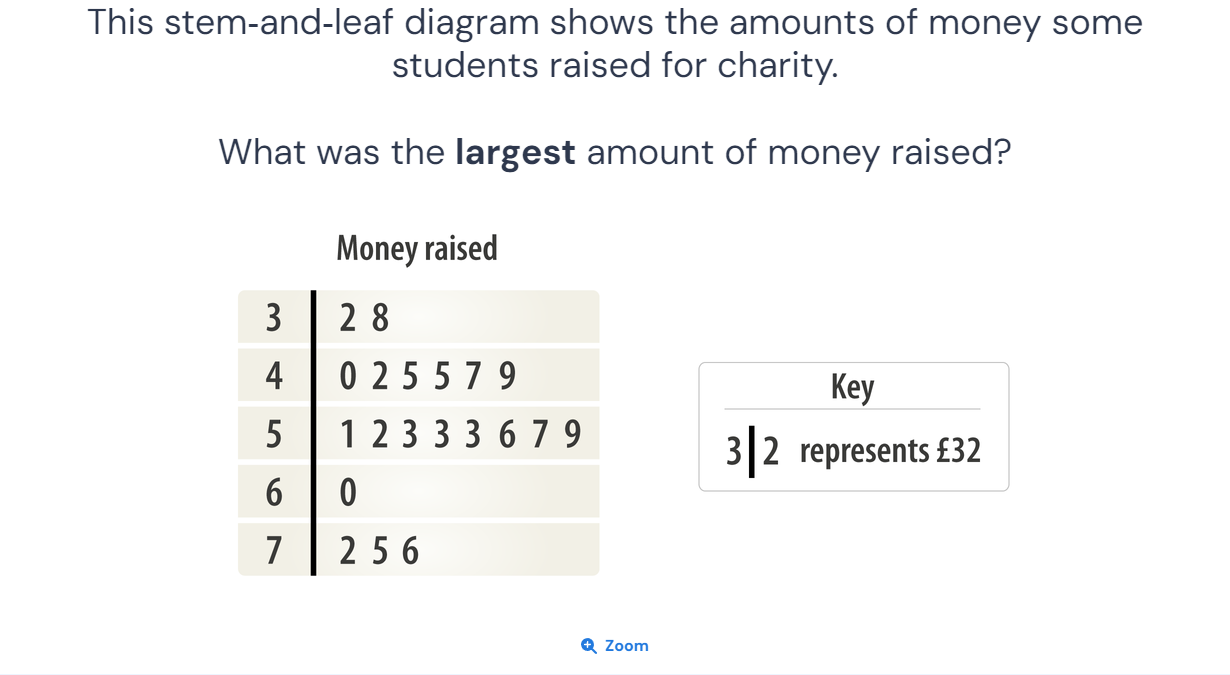 This stem-and-leaf diagram shows the amounts of money some
students raised for charity.
What was the largest amount of money raised?
Money raised
3 2 8
4 0 2 5 5 7 9
5 1 2 3 3 3 6 7 9
6 0
7 2 5 6
Key
3 2 represents £32
Zoom